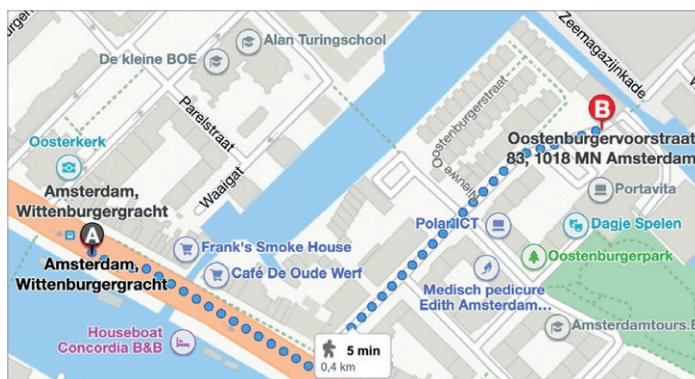 Zeemagazijnkade
Alan Turingschool
De kleine BOE
Parelstraat
Oostenburgerstraat
Nieuwe
B
Oostenburgervoorstraat
83, 1018 MN Amsterdam
Oosterkerk
Waaigat
Portavita
Amsterdam,
Wittenburgergracht
A
PolarICT
Dagje Spelen
Frank's Smoke House
Oostenburgerpark
Amsterdam,
Wittenburgergracht
Café De Oude Werf
Medisch pedicure
Edith Amsterdam...
Houseboat
Concordia B&B
Amsterdamtours.
5 min
0,4 km